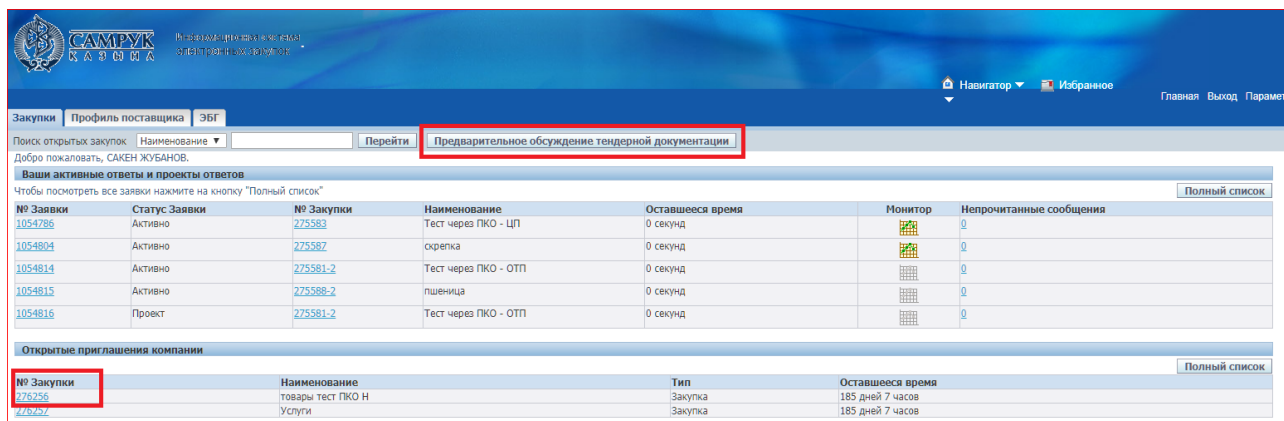 САМРУК
КАЗЫНА
Информационная система
электронных закупок
Навигатор Избранное
Главная Выход Парамет
Закупки Профиль поставщика ЭБГ
Поиск открытых закупок Наименование Перейти Предварительное обсуждение тендерной документации
Добро пожаловать, САКЕН ЖУБАНОВ.
Ваши активные ответы и проекты ответов
Чтобы посмотреть все заявки нажмите на кнопку "Полный список" Полный список
№ Заявки Статус Заявки № Закупки Наименование Оставшееся время Монитор Непрочитанные сообщения
1054786 Активно 275583 Тест через ПКО - ЦП 0 секунд 0
1054804 Активно 275587 скрепка 0 секунд 0
1054814 Активно 275581-2 Тест через ПКО - ОТП 0 секунд 0
1054815 Активно 275588-2 пшеница 0 секунд 0
1054816 Проект 275581-2 Тест через ПКО - ОТП 0 секунд 0
Открытые приглашения компании
Полный список
№ Закупки Наименование Тип Оставшееся время
276256 товары тест ПКО Н Закупка 185 дней 7 часов
276257 Услуги Закупка 185 дней 7 часов